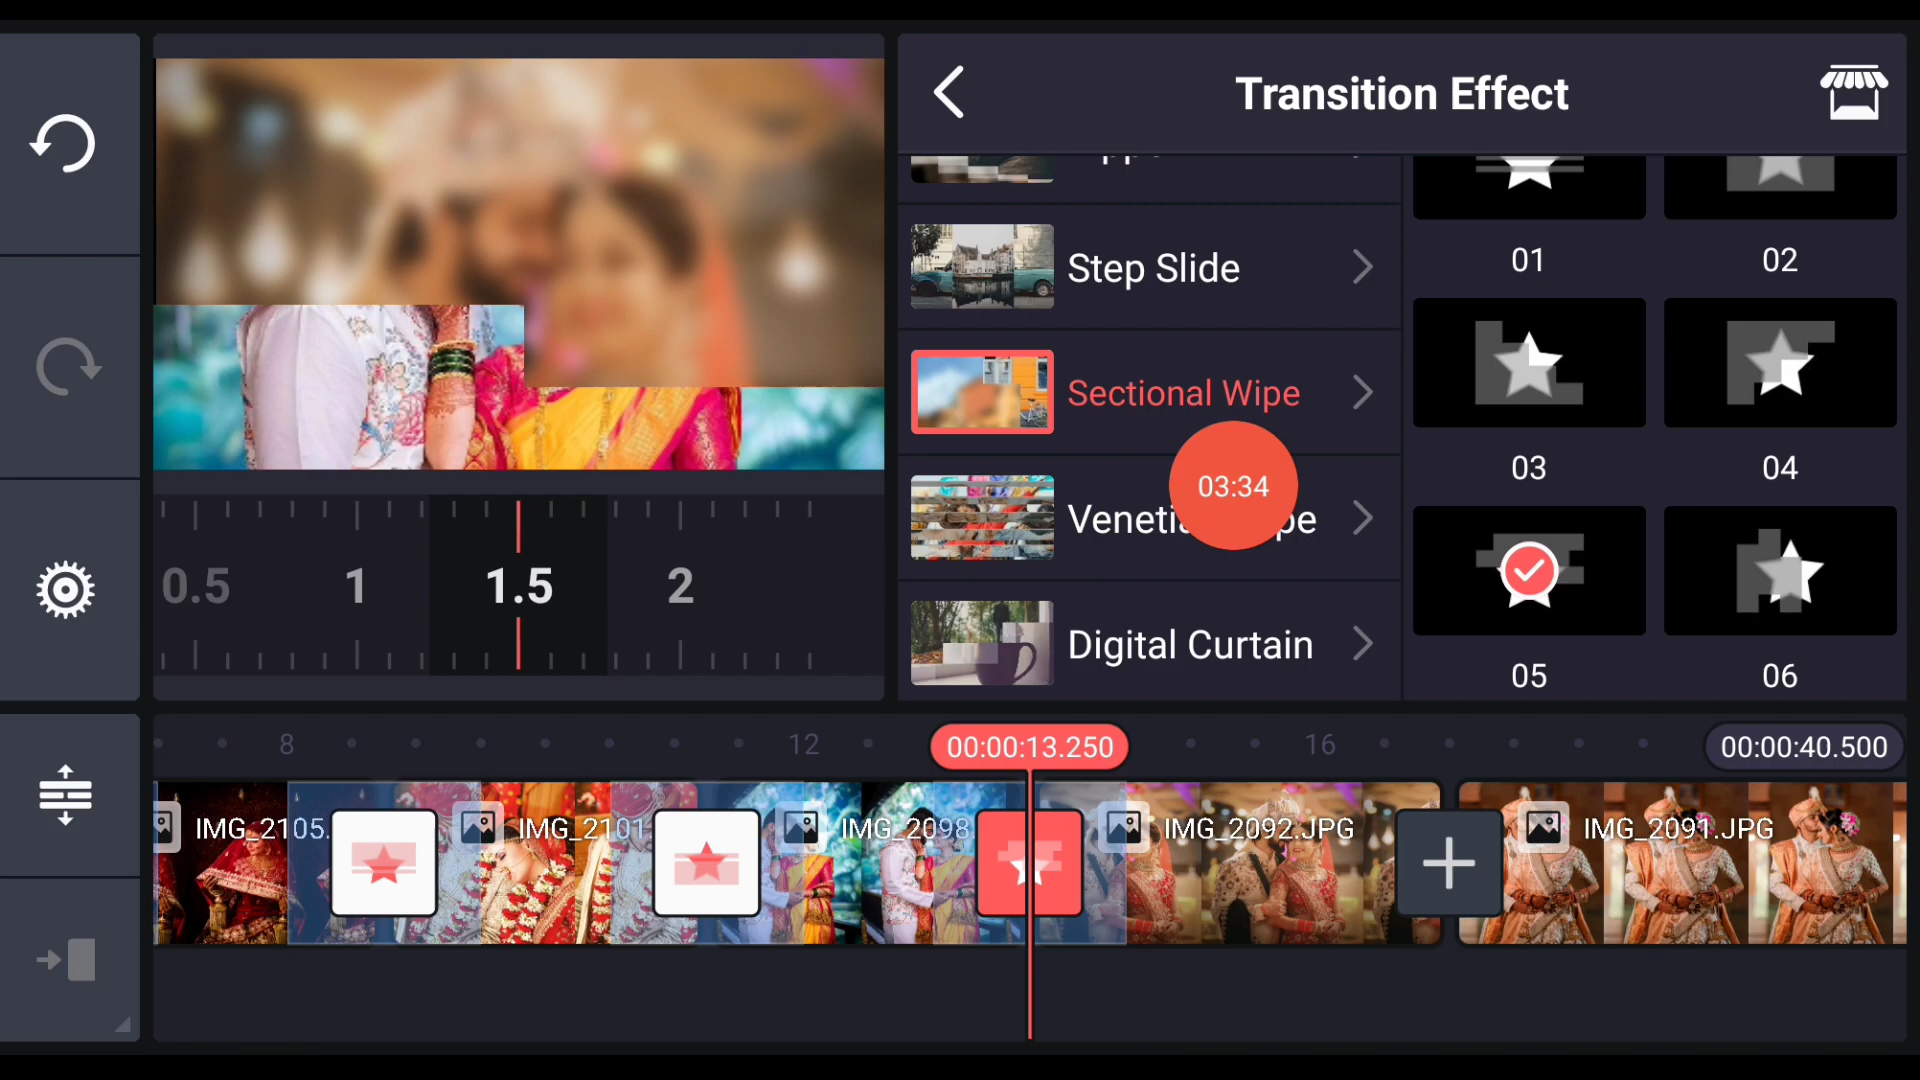 Transition Effect
Step Slide
Sectional Wipe
03:34
Digital Curtain
01
02
03
04
05
06
0.5
1
1.5
2
8
12
00:00:13.250
16
00:00:40.500
IMG_2105.
IMG_2101
IMG_2098
IMG_2092.JPG
IMG_2091.JPG